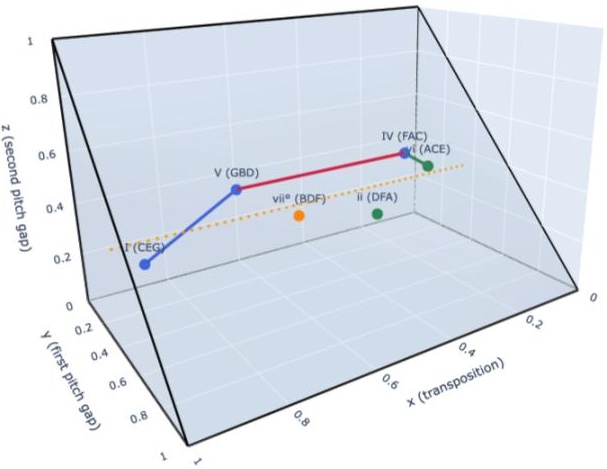 1
0.8
0.6
0.4
0.2
0
z (second pitch gap)
IV (FAC)
vi (ACE)
V (GBD)
vii° (BDF)
ii (DFA)
I (CEG)
0.2
0.4
0.6
0.8
1
y (first pitch gap)
0
0.2
0.4
0.6
0.8
1
x (transposition)